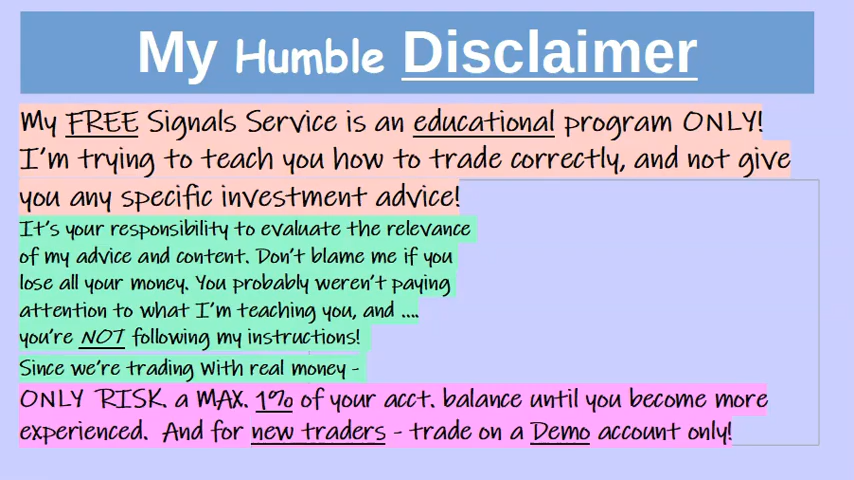 My Humble Disclaimer
My FREE Signals Service is an educational program ONLY!
I'm trying to teach you how to trade correctly, and not give
you any specific investment advice!
It's your responsibility to evaluate the relevance
of my advice and content. Don't blame me if you
lose all your money. You probably weren't paying
attention to what I'm teaching you, and ....
you're NOT following my instructions!
Since we're trading with real money -
ONLY RISK a MAX. 1% of your acct. balance until you become more
experienced. And for new traders - trade on a Demo account only!